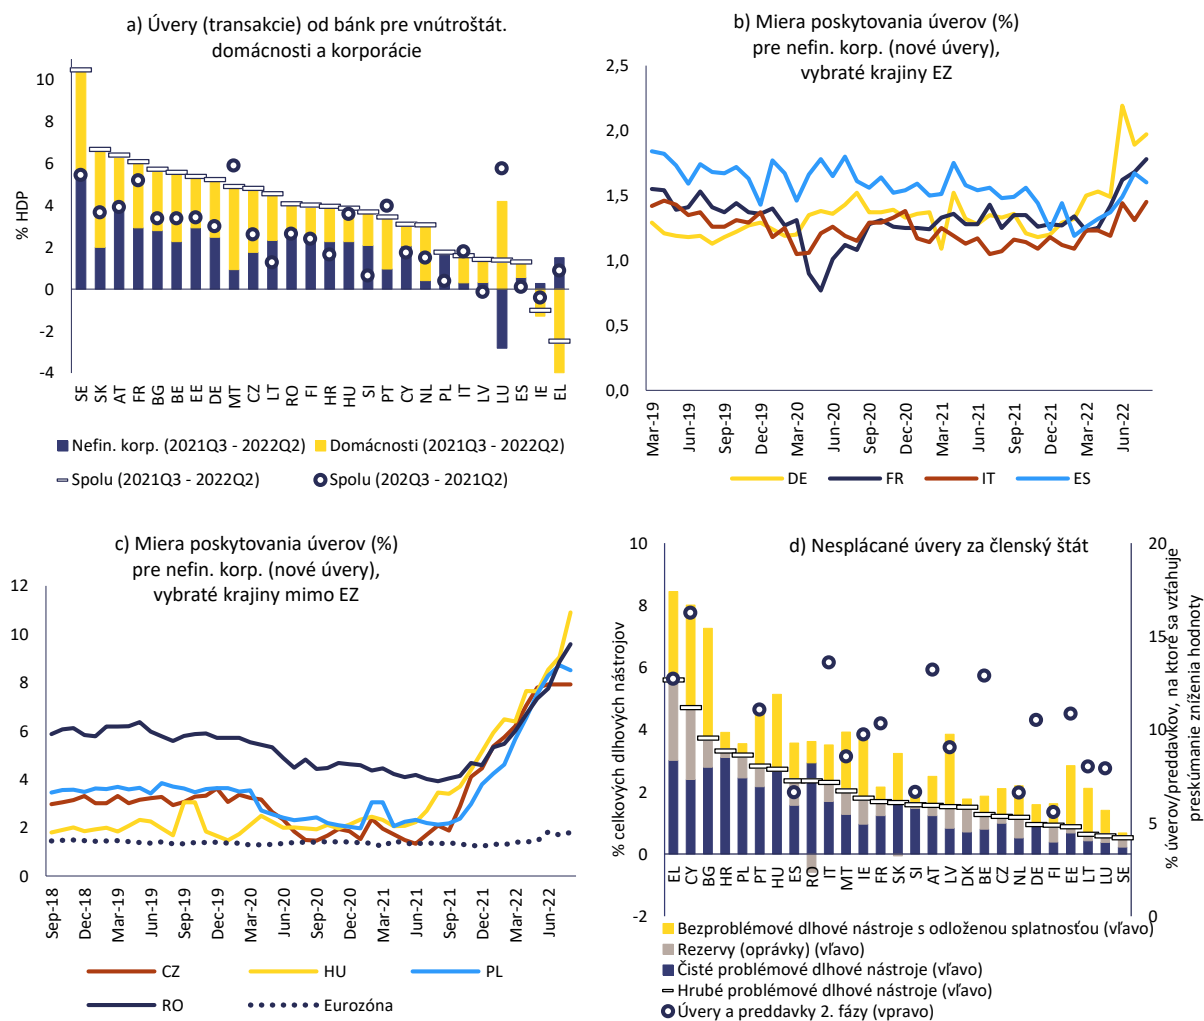 a) Úvery (transakcie) od bánk pre vnútroštát.
domácnosti a korporácie
% HDP
10
8
6
4
2
0
-2
-4
SE SK AT FR BG BE EE DE MT CZ LT RO FI HR HU SI PT CY NL PL IT LV LU ES IE EL
Nefin. korp. (2021Q3 - 2022Q2)
Domácnosti (2021Q3 - 2022Q2)
Spolu (2021Q3 - 2022Q2)
Spolu (202Q3 - 2021Q2)
b) Miera poskytovania úverov (%)
pre nefin. korp. (nové úvery),
vybraté krajiny EZ
2,5
2,0
1,5
1,0
0,5
0,0
Mar-19 Jun-19 Sep-19 Dec-19 Mar-20 Jun-20 Sep-20 Dec-20 Mar-21 Jun-21 Sep-21 Dec-21 Mar-22 Jun-22
DE FR IT ES
c) Miera poskytovania úverov (%)
pre nefin. korp. (nové úvery),
vybraté krajiny mimo EZ
12
10
8
6
4
2
0
Sep-18 Dec-18 Mar-19 Jun-19 Sep-19 Dec-19 Mar-20 Jun-20 Sep-20 Dec-20 Mar-21 Jun-21 Sep-21 Dec-21 Mar-22 Jun-22
CZ HU PL
RO Eurozóna
d) Nesplácané úvery za členský štát
% celkových dlhových nástrojov
10
8
6
4
2
0
-2
EL CY BG HR PL PT HU ES RO IT MT IE FR SK SI AT LV DK BE CZ NL DE FI EE LT LU SE
20
15
10
5
0
% úverov/preddavkov, na ktoré sa vzťahuje
preskúmanie zníženia hodnoty
Bezproblémové dlhové nástroje s odloženou splatnosťou (vľavo)
Rezervy (oprávky) (vľavo)
Čisté problémové dlhové nástroje (vľavo)
Hrubé problémové dlhové nástroje (vľavo)
Úvery a preddavky 2. fázy (vpravo)